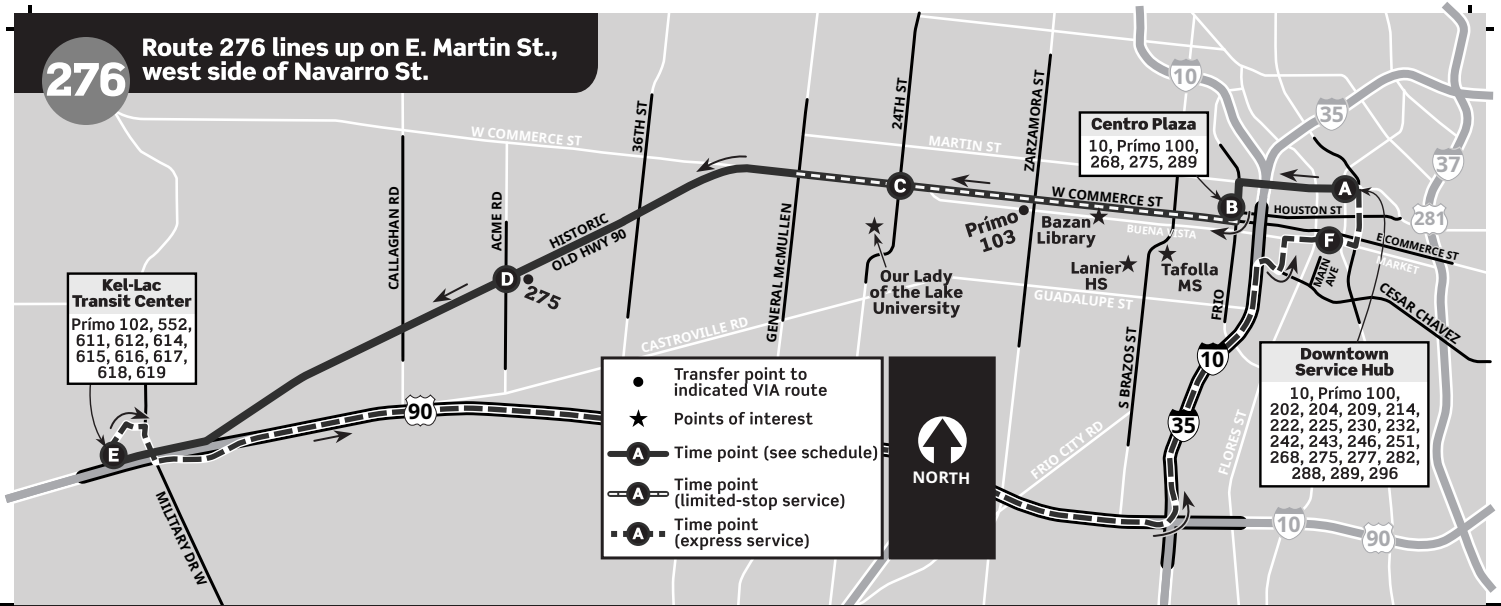 276
Route 276 lines up on E. Martin St.,
west side of Navarro St.
W COMMERCE ST
36TH ST
24TH ST
ZARZAMORA ST
MARTIN ST
Centro Plaza
10, Prímo 100,
268, 275, 289
10
35
37
281
CALLAGHAN RD
ACME RD
HISTORIC
OLD HWY 90
GENERAL McMULLEN
C
W COMMERCE ST
B
A
HOUSTON ST
F
E COMMERCE ST
MARKET
MAIN
AVE
CESAR CHAVEZ
Prímo
103
Bazan
Library
BUENA VISTA
Lanier
HS
Tafolla
MS
FRIO
GUADALUPE ST
Our Lady
of the Lake
University
D
275
Kel-Lac
Transit Center
Prímo 102, 552,
611, 612, 614,
615, 616, 617,
618, 619
CASTROVILLE RD
S BRAZOS ST
10
35
FLORES ST
FRIO CITY RD
90
E
MILITARY DR W
Transfer point to
indicated VIA route
Points of interest
A
Time point (see schedule)
A
Time point
(limited-stop service)
A
Time point
(express service)
NORTH
Downtown
Service Hub
10, Prímo 100,
202, 204, 209, 214,
222, 225, 230, 232,
242, 243, 246, 251,
268, 275, 277, 282,
288, 289, 296
10
90